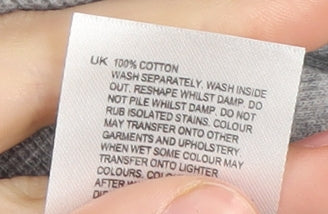 UK 100% COTTON
WASH SEPARATELY. WASH INSIDE
OUT. RESHAPE WHILST DAMP. DO
NOT PILE WHILST DAMP. DO NOT
RUB ISOLATED STAINS. COLOUR
MAY TRANSFER ONTO OTHER
GARMENTS AND UPHOLSTERY
WHEN WET SOME COLOUR MAY
TRANSFER ONTO LIGHTER
COLOURS.
AFTER